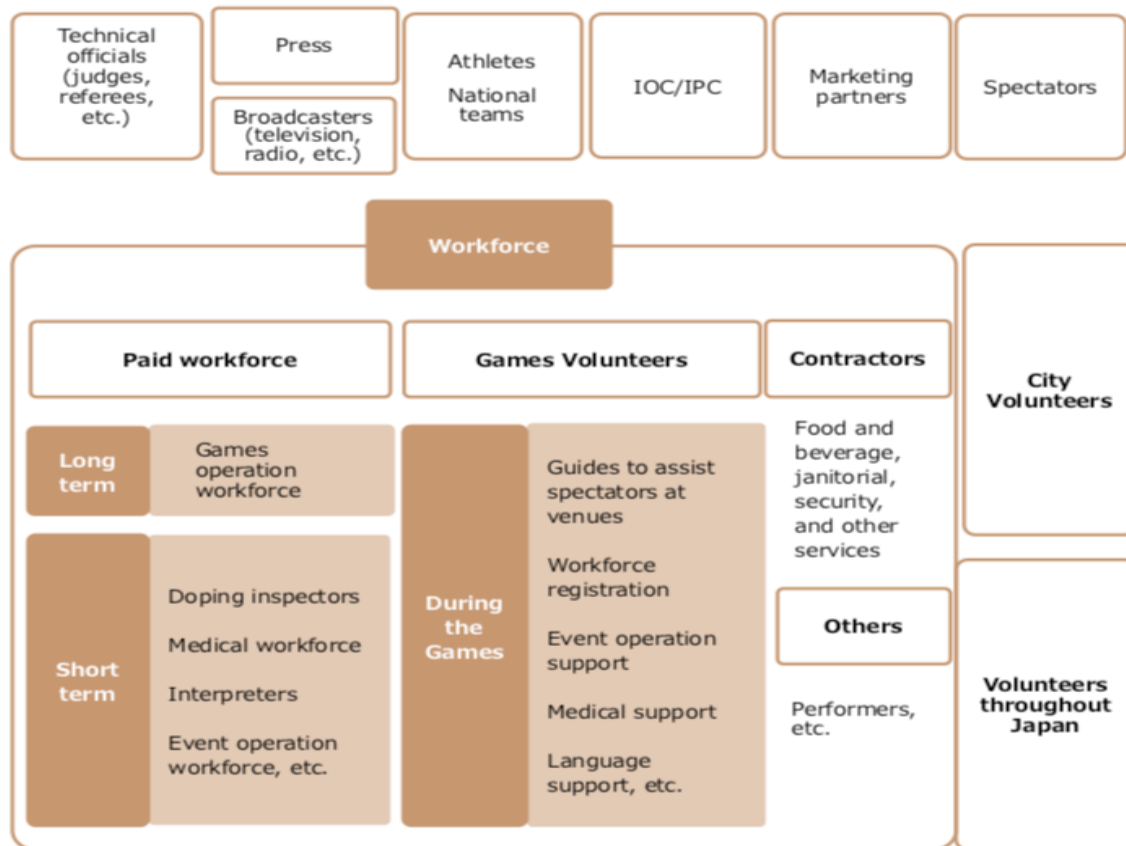 Technical
officials
(judges,
referees,
etc.)
Press
Broadcasters
(television,
radio, etc.)
Athletes
National
teams
IOC/IPC
Marketing
partners
Spectators
Workforce
Paid workforce
Games Volunteers
Contractors
Long
term
Games
operation
workforce
Short
term
Doping inspectors
Medical workforce
Interpreters
Event operation
workforce, etc.
During
the
Games
Guides to assist
spectators at
venues
Workforce
registration
Event operation
support
Medical support
Language
support, etc.
Food and
beverage,
janitorial,
security,
and other
services
Others
Performers,
etc.
City
Volunteers
Volunteers
throughout
Japan